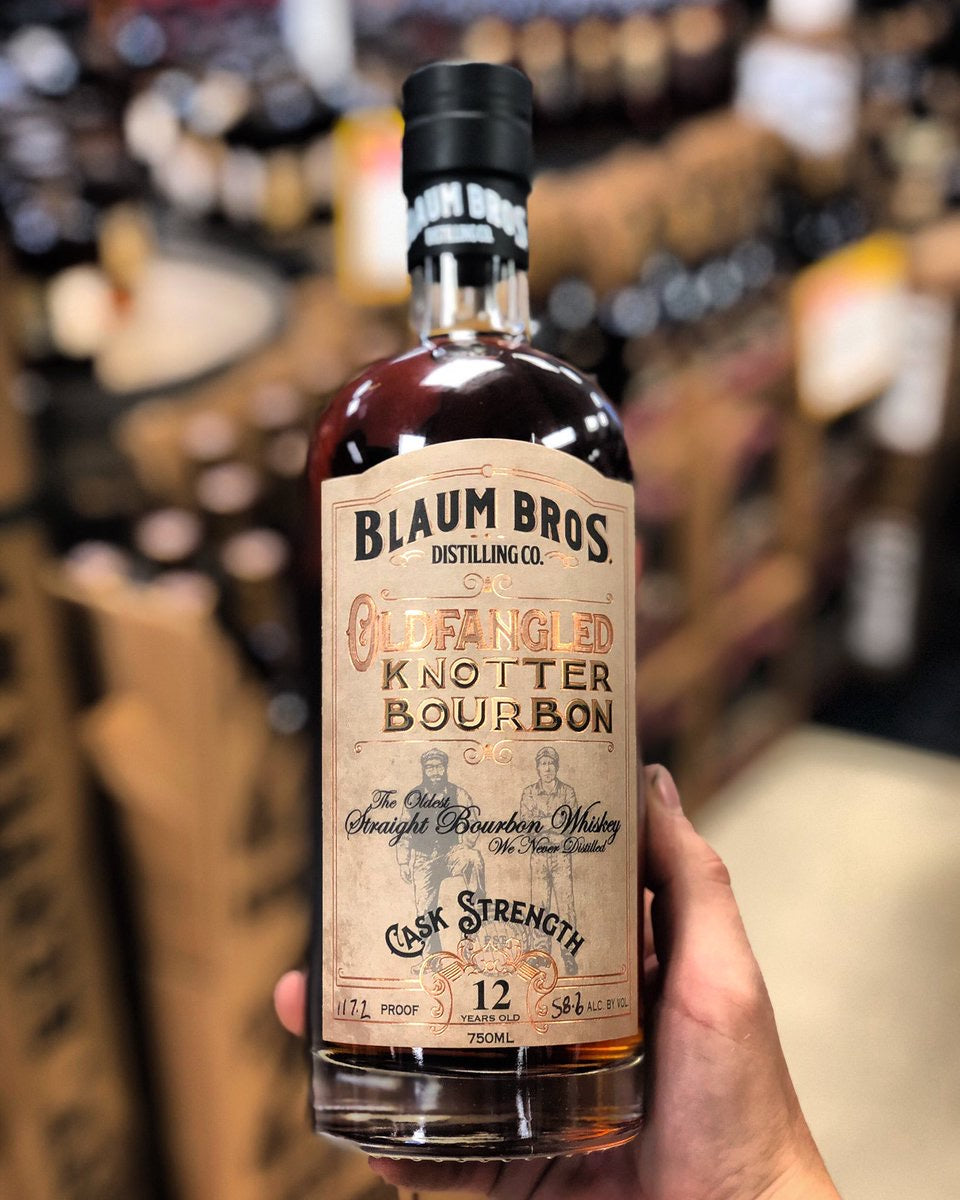 BLAUM BROS
DISTILLING CO.
BLAUM BROS.
DISTILLING CO.
OLDFANGLED
KNOTTER
BOURBON
The Oldest
Straight Bourbon Whiskey
We Never Distilled
CASK STRENGTH
117.2 PROOF
12
YEARS OLD
58.6 ALC. BY VOL.
750ML